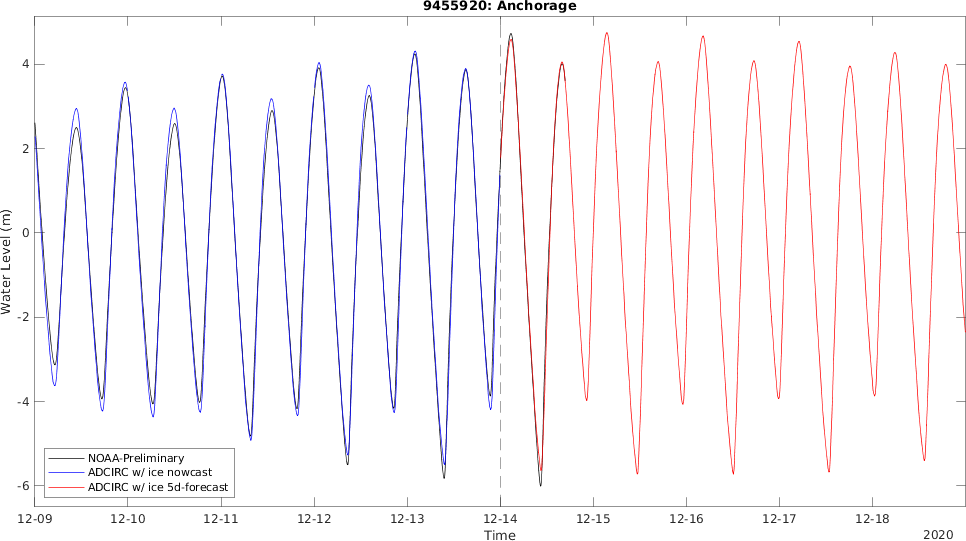 9455920: Anchorage
Water Level (m)
4
2
0
-2
-4
-6
NOAA-Preliminary
ADCIRC w/ ice nowcast
ADCIRC w/ ice 5d-forecast
12-09 12-10 12-11 12-12 12-13 12-14 12-15 12-16 12-17 12-18
Time
2020